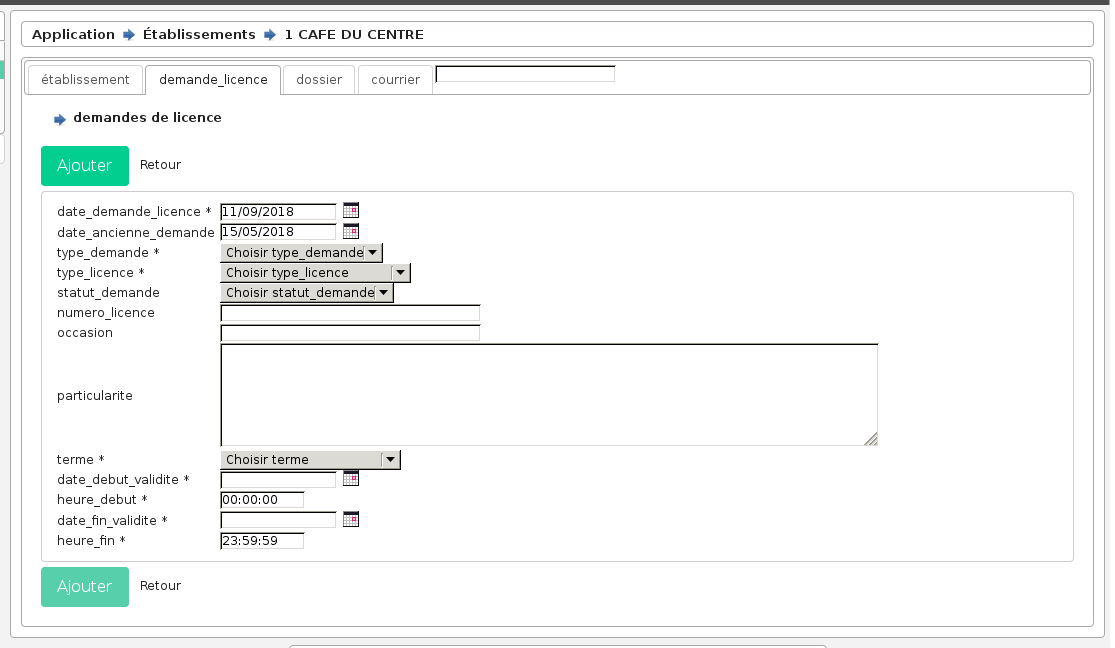 Application Établissements 1 CAFE DU CENTRE
établissement demande_licence dossier courrier
demandes de licence
Ajouter Retour
date_demande_licence * 11/09/2018
date_ancienne_demande 15/05/2018
type_demande * Choisir type_demande
type_licence * Choisir type_licence
statut_demande Choisir statut_demande
numero_licence
occasion
particularite
terme * Choisir terme
date_debut_validite *
heure_debut * 00:00:00
date_fin_validite *
heure_fin * 23:59:59
Ajouter Retour